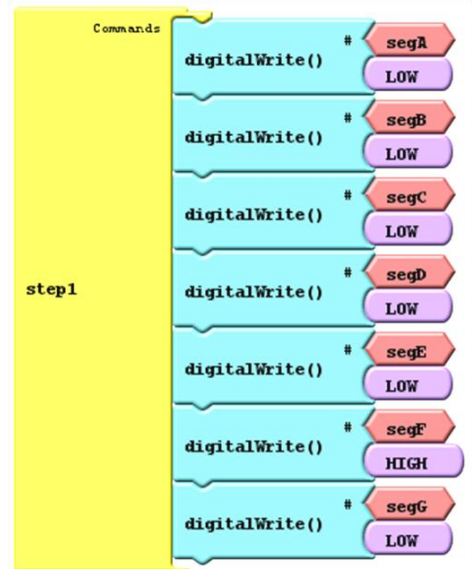 Commands
step1
digitalWrite() # segA
LOW
digitalWrite() # segB
LOW
digitalWrite() # segC
LOW
digitalWrite() # segD
LOW
digitalWrite() # segE
LOW
digitalWrite() # segF
HIGH
digitalWrite() # segG
LOW